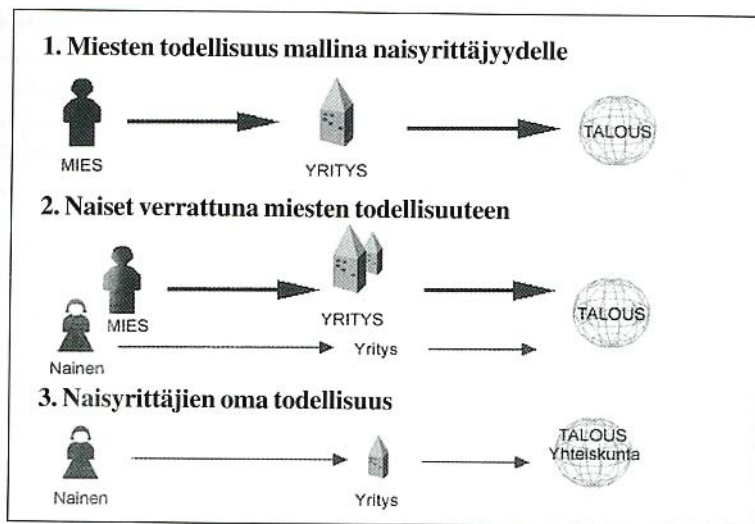 1. Miesten todellisuus mallina naisyrittäjyydelle
MIES
YRITYS
TALOUS
2. Naiset verrattuna miesten todellisuuteen
MIES
YRITYS
TALOUS
Nainen
Yritys
3. Naisyrittäjien oma todellisuus
Nainen
Yritys
TALOUS
Yhteiskunta